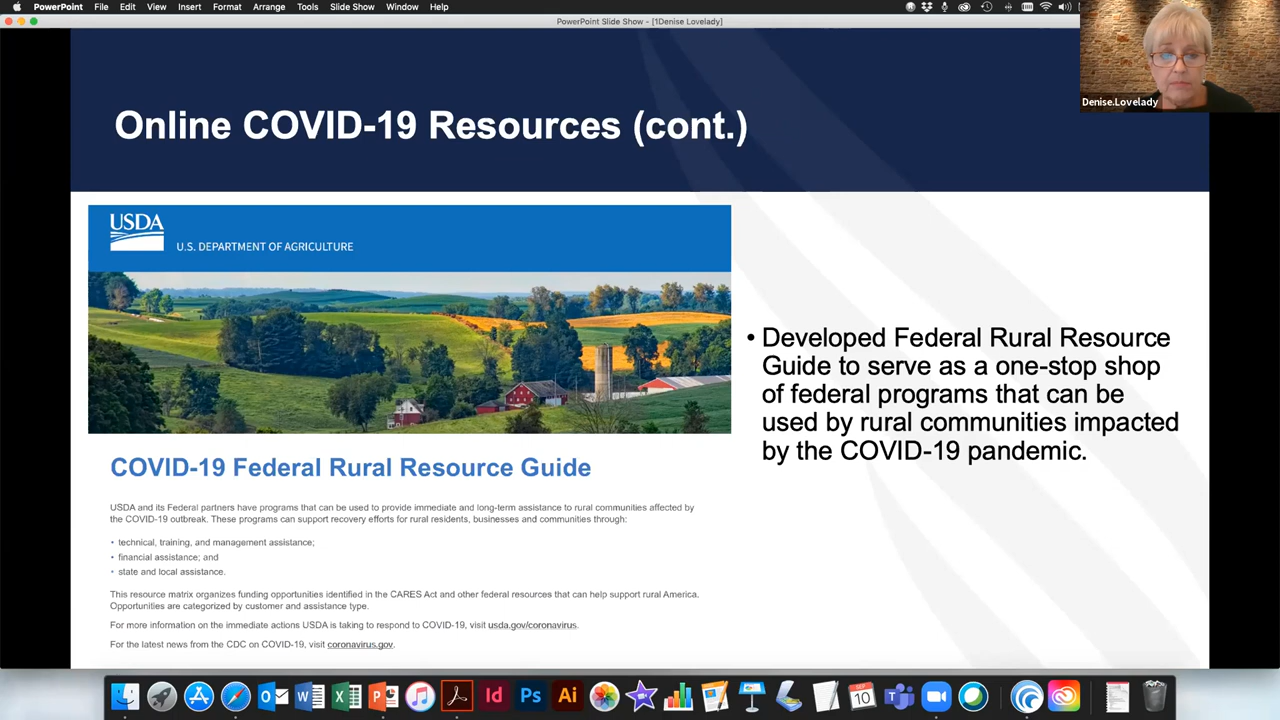 PowerPoint File Edit View Insert Format Arrange Tools Slide Show Window Help
PowerPoint Slide Show - [1Denise Lovelady]
Denise.Lovelady
Online COVID-19 Resources (cont.)
USDA
U.S. DEPARTMENT OF AGRICULTURE
COVID-19 Federal Rural Resource Guide
USDA and its Federal partners have programs that can be used to provide immediate and long-term assistance to rural communities affected by
the COVID-19 outbreak. These programs can support recovery efforts for rural residents, businesses and communities through:
• technical, training, and management assistance;
• financial assistance; and
• state and local assistance.
This resource matrix organizes funding opportunities identified in the CARES Act and other federal resources that can help support rural America.
Opportunities are categorized by customer and assistance type.
For more information on the immediate actions USDA is taking to respond to COVID-19, visit usda.gov/coronavirus.
For the latest news from the CDC on COVID-19, visit coronavirus.gov.
• Developed Federal Rural Resource
Guide to serve as a one-stop shop
of federal programs that can be
used by rural communities impacted
by the COVID-19 pandemic.
W X P Id Ps Ai SEP 10 T